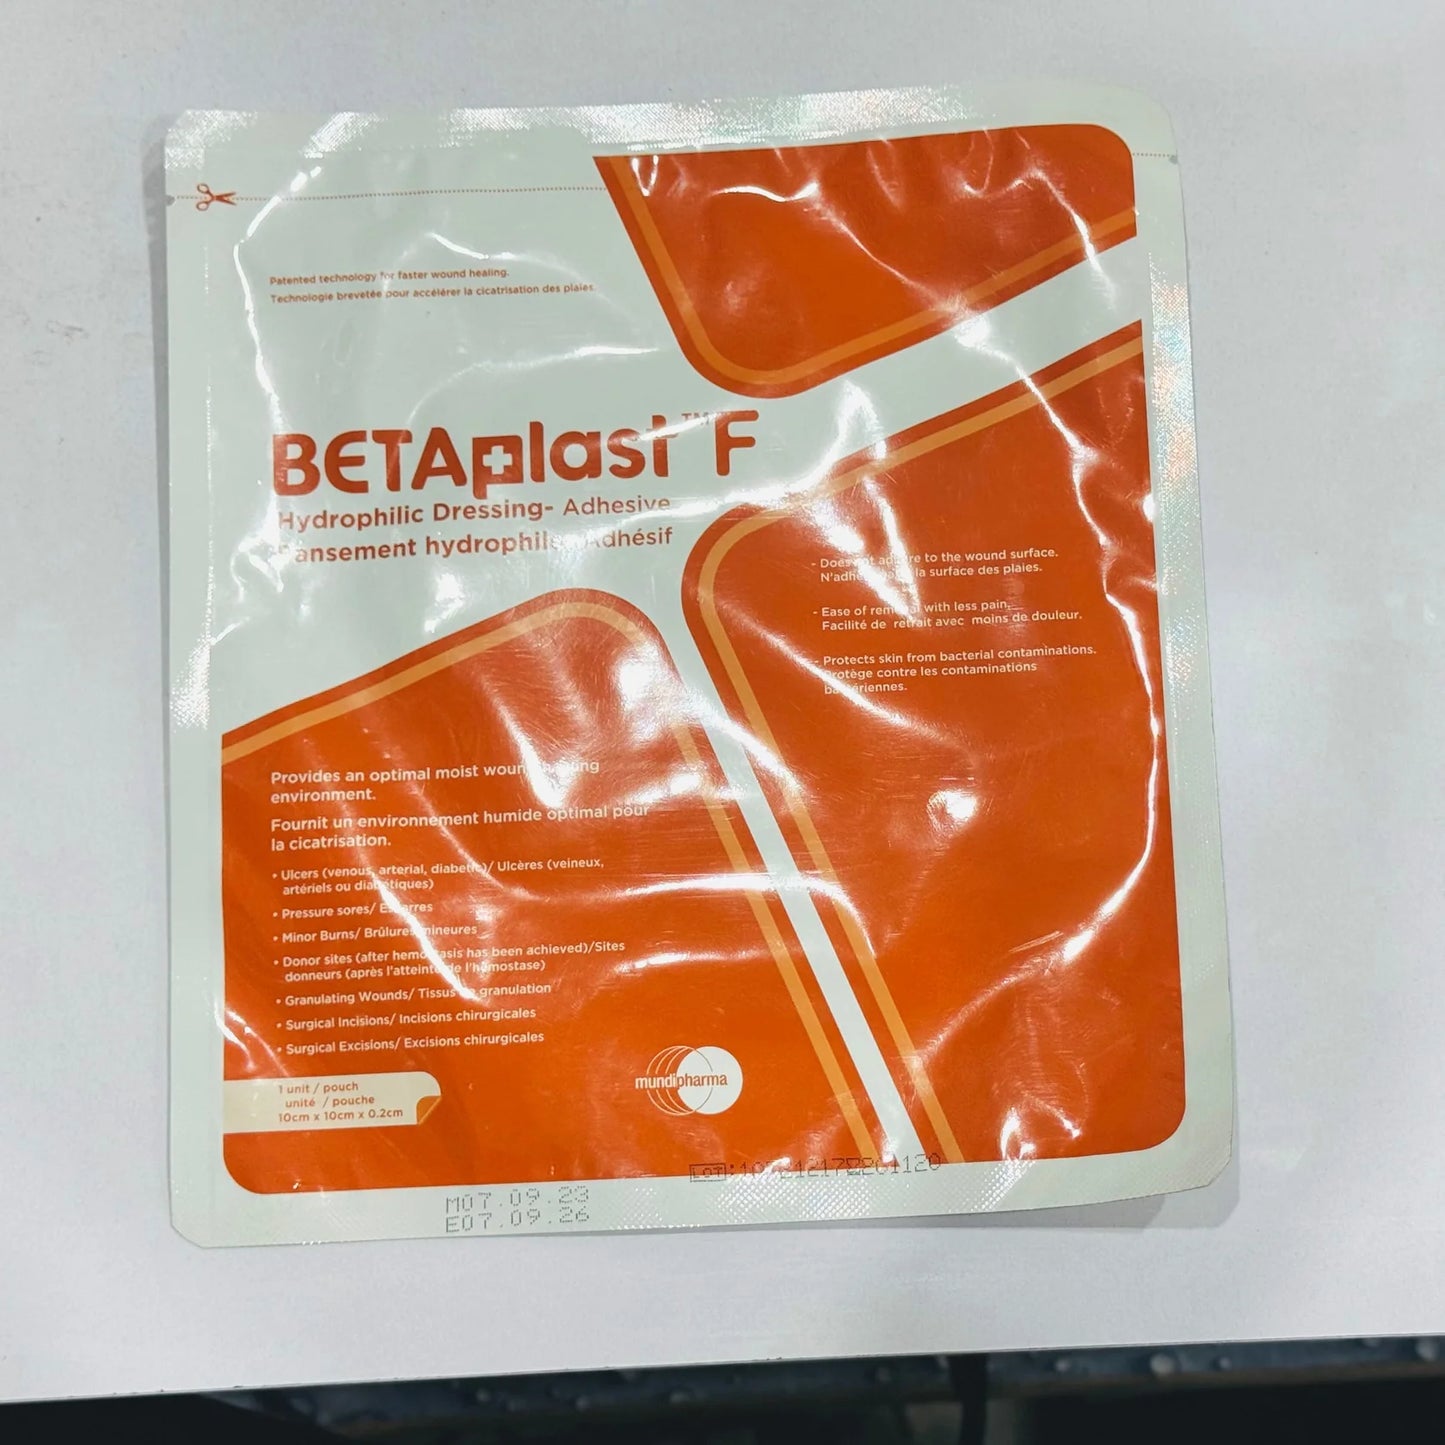 Patented technology for faster wound healing.
Technologie brevetée pour accélérer la cicatrisation des plaies.
BETAplast™ F
Hydrophilic Dressing- Adhesive
Pansement hydrophile- Adhésif
- Does not adhere to the wound surface.
N'adhère pas à la surface des plaies.
- Ease of removal with less pain.
Facilité de retrait avec moins de douleur.
- Protects skin from bacterial contaminations.
Protège contre les contaminations
bactériennes.
Provides an optimal moist wound healing
environment.
Fournit un environnement humide optimal pour
la cicatrisation.
• Ulcers (venous, arterial, diabetic)/ Ulcères (veineux,
artériels ou diabétiques)
• Pressure sores/ Escarres
• Minor Burns/ Brûlures mineures
• Donor sites (after hemostasis has been achieved)/Sites
donneurs (après l'atteinte de l'hémostase)
• Granulating Wounds/ Tissus de granulation
• Surgical Incisions/ Incisions chirurgicales
• Surgical Excisions/ Excisions chirurgicales
1 unit / pouch
unité / pouche
10cm x 10cm x 0.2cm
mundipharma
LOT:
M07.09.23
E07.09.26